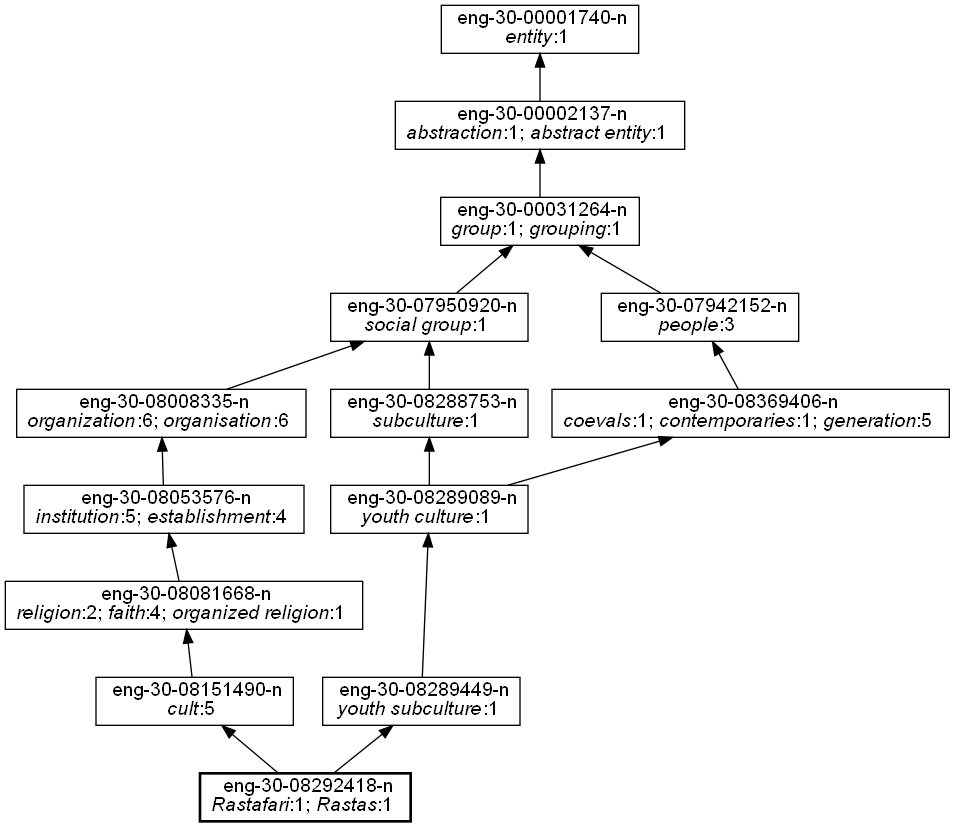 eng-30-00001740-n
entity:1
eng-30-00002137-n
abstraction:1; abstract entity:1
eng-30-00031264-n
group:1; grouping:1
eng-30-07950920-n
social group:1
eng-30-07942152-n
people:3
eng-30-08008335-n
organization:6; organisation:6
eng-30-08288753-n
subculture:1
eng-30-08369406-n
coevals:1; contemporaries:1; generation:5
eng-30-08053576-n
institution:5; establishment:4
eng-30-08289089-n
youth culture:1
eng-30-08081668-n
religion:2; faith:4; organized religion:1
eng-30-08151490-n
cult:5
eng-30-08289449-n
youth subculture:1
eng-30-08292418-n
Rastafari:1; Rastas:1